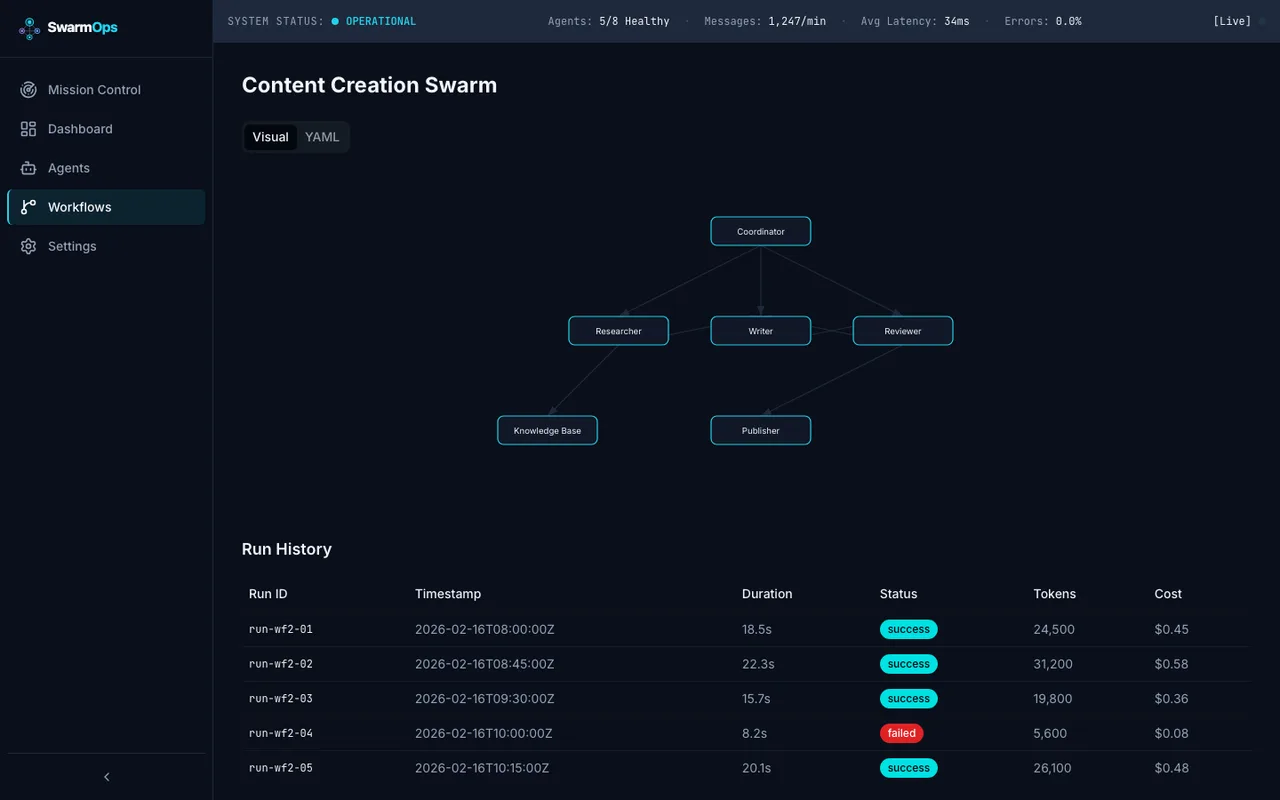 SwarmOps
SYSTEM STATUS: OPERATIONAL Agents: 5/8 Healthy · Messages: 1,247/min · Avg Latency: 34ms · Errors: 0.0% [Live]
Mission Control
Dashboard
Agents
Workflows
Settings
Content Creation Swarm
Visual YAML
Coordinator
Researcher Writer Reviewer
Knowledge Base Publisher
Run History
Run ID Timestamp Duration Status Tokens Cost
run-wf2-01 2026-02-16T08:00:00Z 18.5s success 24,500 $0.45
run-wf2-02 2026-02-16T08:45:00Z 22.3s success 31,200 $0.58
run-wf2-03 2026-02-16T09:30:00Z 15.7s success 19,800 $0.36
run-wf2-04 2026-02-16T10:00:00Z 8.2s failed 5,600 $0.08
run-wf2-05 2026-02-16T10:15:00Z 20.1s success 26,100 $0.48